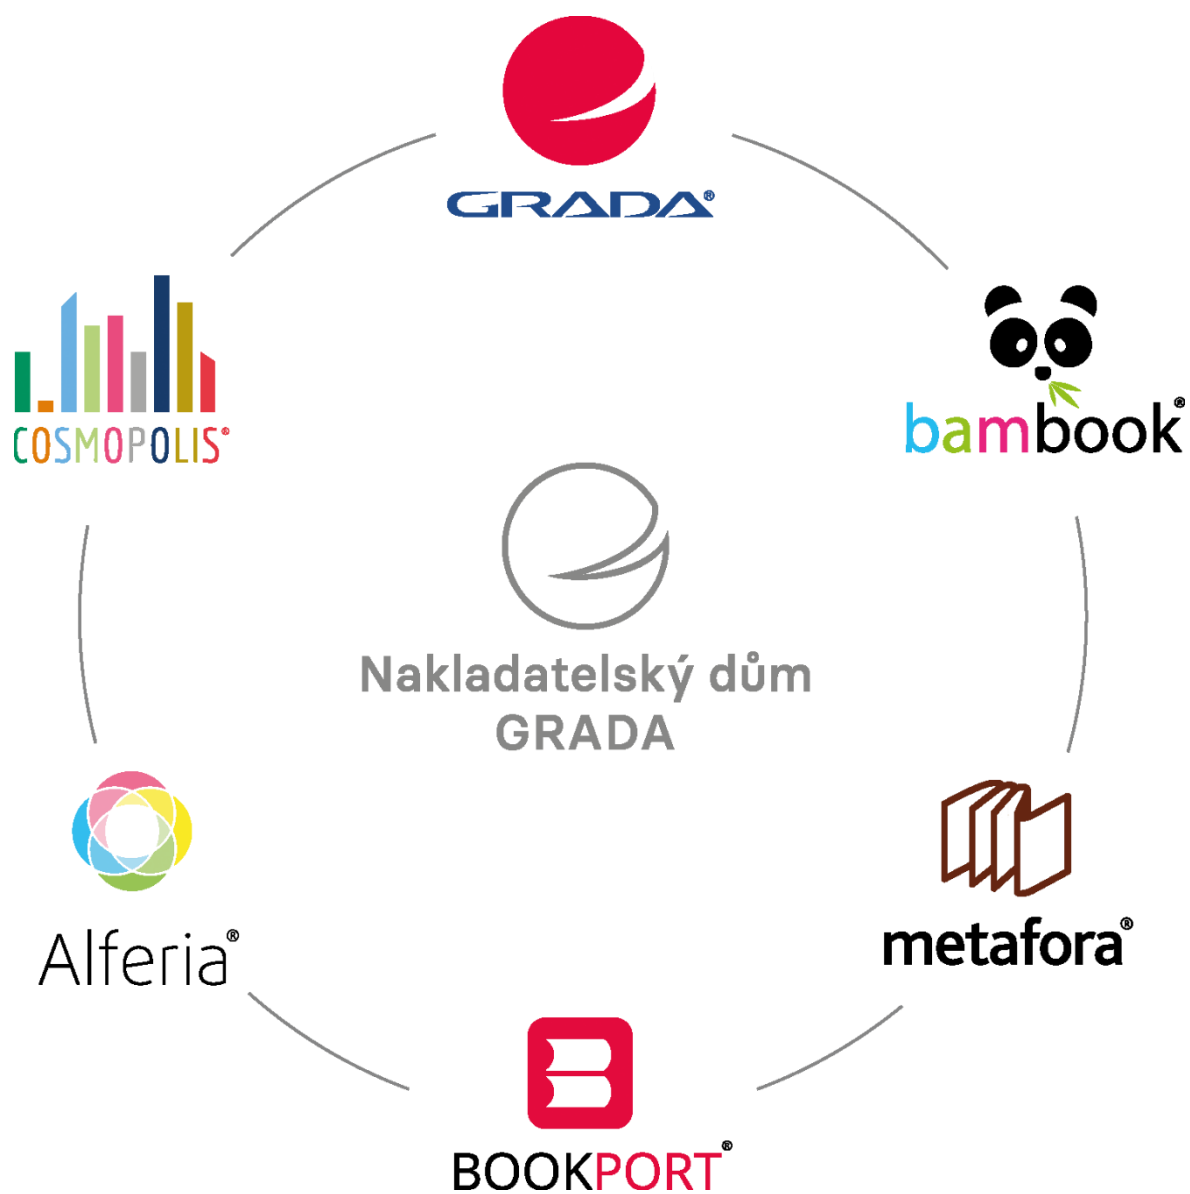 GRADA®
COSMOPOLIS®
bambook®
Nakladatelský dům
GRADA
Alferia®
metafora®
BOOKPORT®